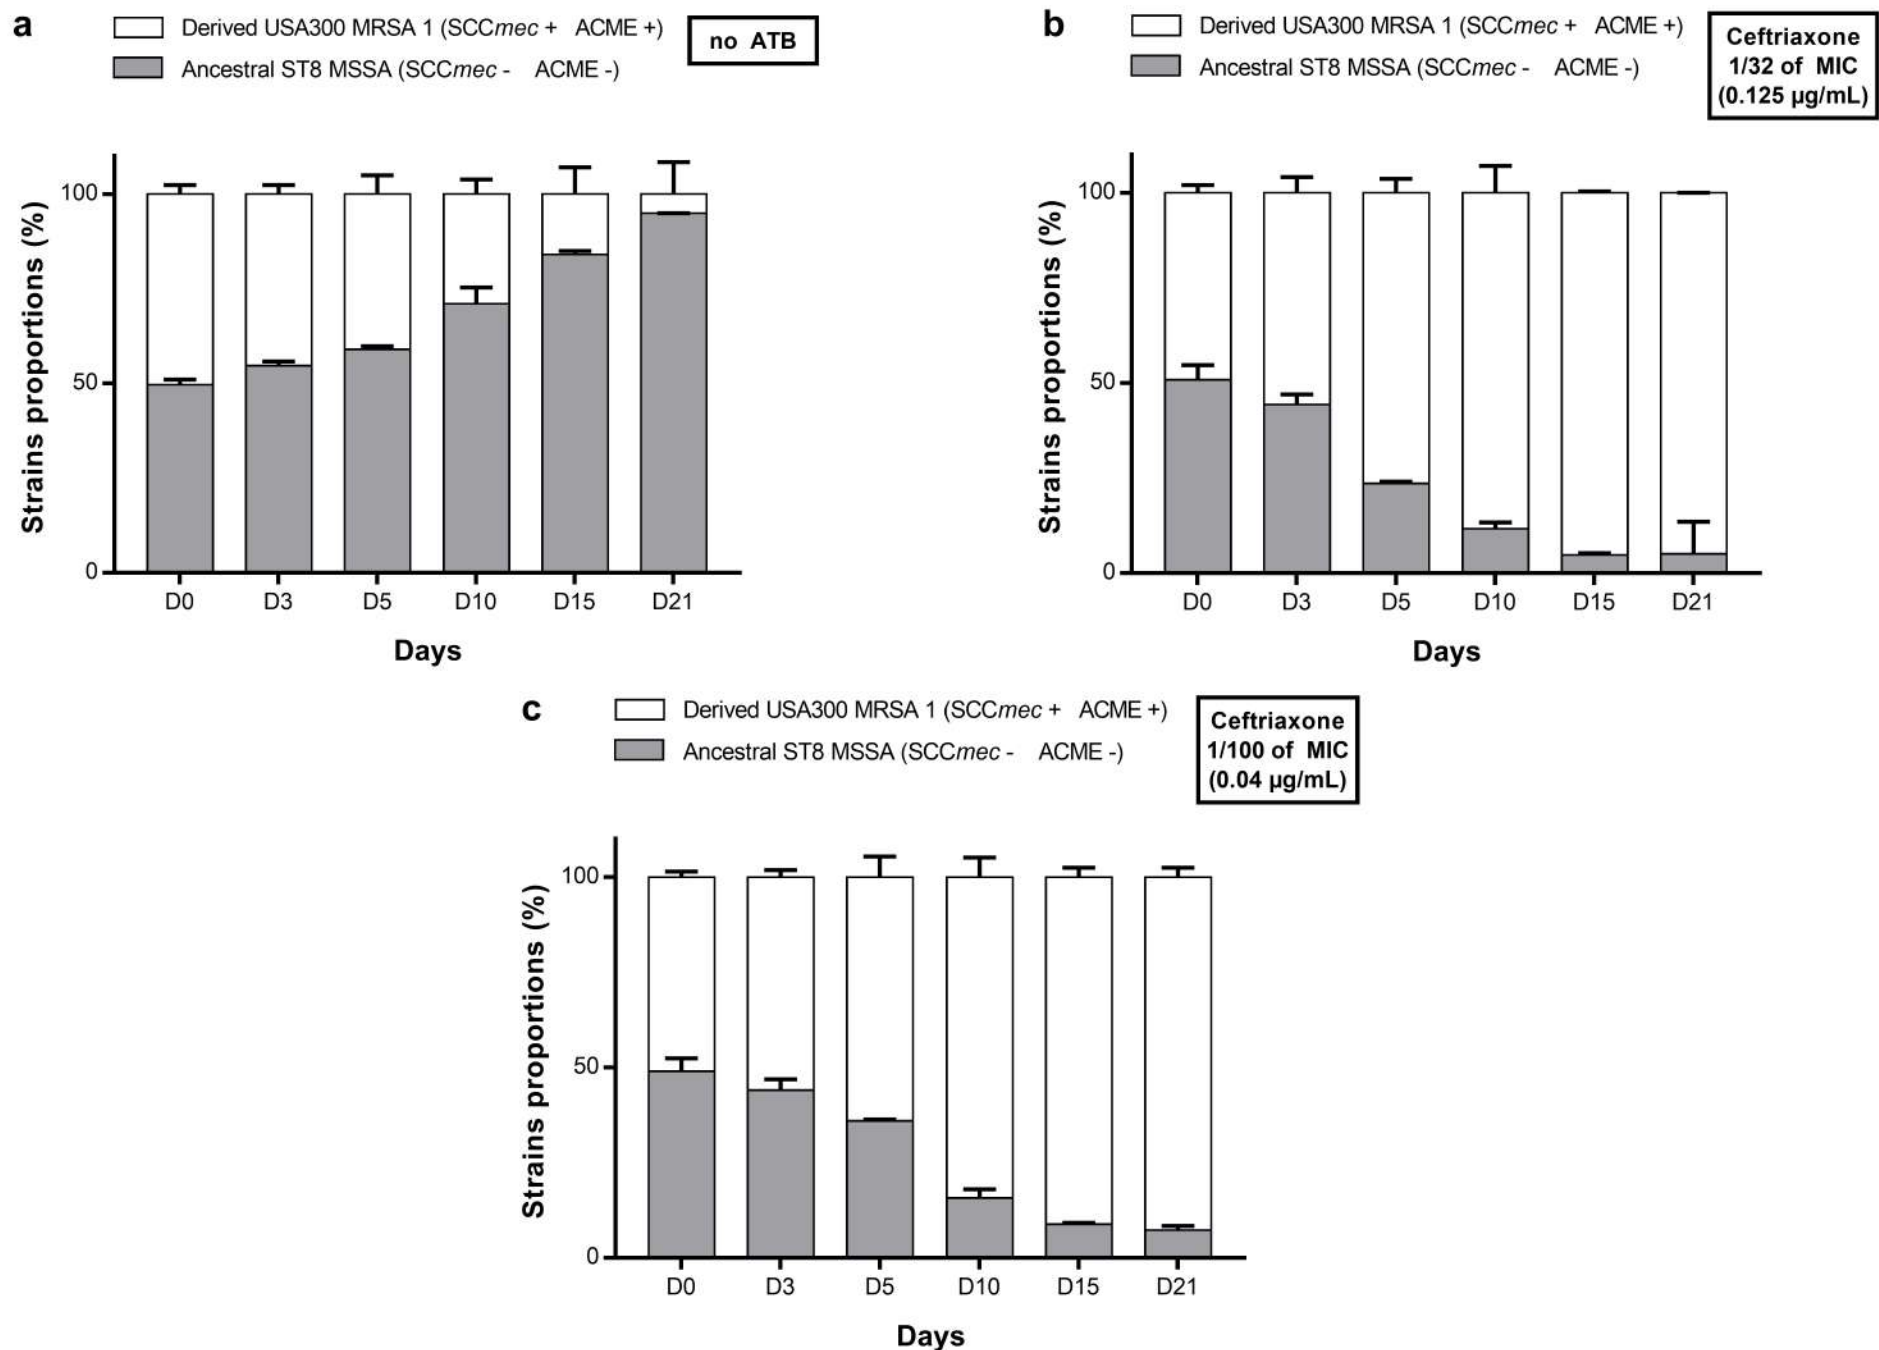 a
Derived USA300 MRSA 1 (SCCmec + ACME +)
Ancestral ST8 MSSA (SCCmec - ACME -)
no ATB
Strains proportions (%)
100
50
0
D0 D3 D5 D10 D15 D21
Days
b
Derived USA300 MRSA 1 (SCCmec + ACME +)
Ancestral ST8 MSSA (SCCmec - ACME -)
Ceftriaxone
1/32 of MIC
(0.125 µg/mL)
Strains proportions (%)
100
50
0
D0 D3 D5 D10 D15 D21
Days
c
Derived USA300 MRSA 1 (SCCmec + ACME +)
Ancestral ST8 MSSA (SCCmec - ACME -)
Ceftriaxone
1/100 of MIC
(0.04 µg/mL)
Strains proportions (%)
100
50
0
D0 D3 D5 D10 D15 D21
Days